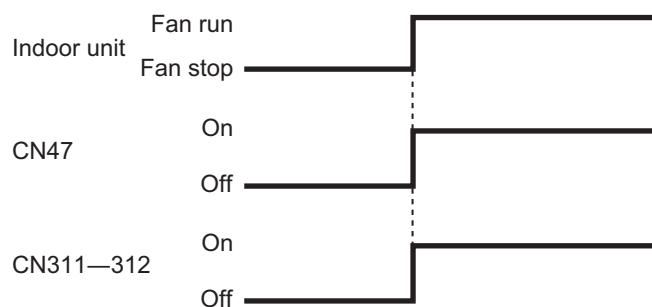 Fan run
Indoor unit
Fan stop
On
CN47
Off
On
CN311—312
Off